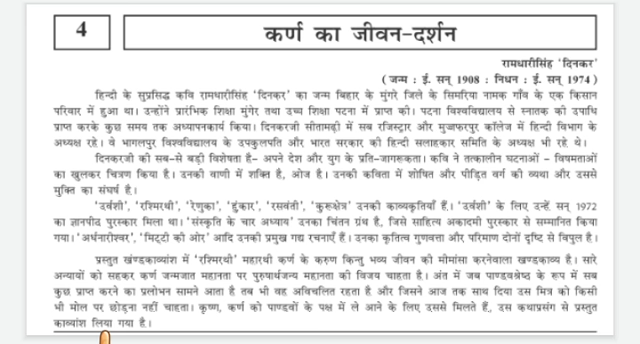 4
कर्ण का जीवन-दर्शन
रामधारीसिंह 'दिनकर'
( जन्म : ई. सन् 1908 : निधन : ई. सन् 1974 )
हिन्दी के सुप्रसिद्ध कवि रामधारीसिंह 'दिनकर' का जन्म बिहार के मुंगरे जिले के सिमरिया नामक गाँव के एक किसान
परिवार में हुआ था। उन्होंने प्रारंभिक शिक्षा मुंगेर तथा उच्च शिक्षा पटना में प्राप्त की। पटना विश्वविद्यालय से स्नातक की उपाधि
प्राप्त करके कुछ समय तक अध्यापनकार्य किया। दिनकरजी सीतामढ़ी में सब रजिस्ट्रार और मुज्फ्फरपुर कॉलेज में हिन्दी विभाग के
अध्यक्ष रहे। वे भागलपुर विश्वविद्यालय के उपकुलपति और भारत सरकार की हिन्दी सलाहकार समिति के अध्यक्ष भी रहे थे।
दिनकरजी की सब-से बड़ी विशेषता है- अपने देश और युग के प्रति-जागरूकता। कवि ने तत्कालीन घटनाओं - विषमताओं
का खुलकर चित्रण किया है। उनकी वाणी में शक्ति है, ओज है। उनकी कविता में शोषित और पीड़ित वर्ग की व्यथा और उससे
मुक्ति का संघर्ष है।
'उर्वशी', 'रश्मिरथी', 'रेणुका', 'हुंकार', 'रसवंती', 'कुरूक्षेत्र' उनकी काव्यकृतियाँ हैं। 'उर्वशी' के लिए उन्हें सन् 1972
का ज्ञानपीठ पुरस्कार मिला था। 'संस्कृति के चार अध्याय' उनका चिंतन ग्रंथ है, जिसे साहित्य अकादमी पुरस्कार से सम्मानित किया
गया। 'अर्धनारीश्वर', 'मिट्टी की ओर' आदि उनकी प्रमुख गद्य रचनाएँ हैं। उनका कृतित्व गुणवत्ता और परिमाण दोनों दृष्टि से विपुल है।
प्रस्तुत खंण्डकाव्यांश में 'रश्मिरथी' महारथी कर्ण के करुण किन्तु भव्य जीवन की मीमांसा करनेवाला खण्डकाव्य है। सारे
अन्यायों को सहकर कर्ण जन्मजात महानता पर पुरुषार्थजन्य महानता की विजय चाहता है। अंत में जब पाण्डवश्रेष्ठ के रूप में सब
कुछ प्राप्त करने का प्रलोभन सामने आता है तब भी वह अविचलित रहता है और जिसने आज तक साथ दिया उस मित्र को किसी
भी मोल पर छोड़ना नहीं चाहता। कृष्ण, कर्ण को पाण्डवों के पक्ष में ले आने के लिए उससे मिलते हैं, उस कथाप्रसंग से प्रस्तुत
काव्यांश लिया गया है।